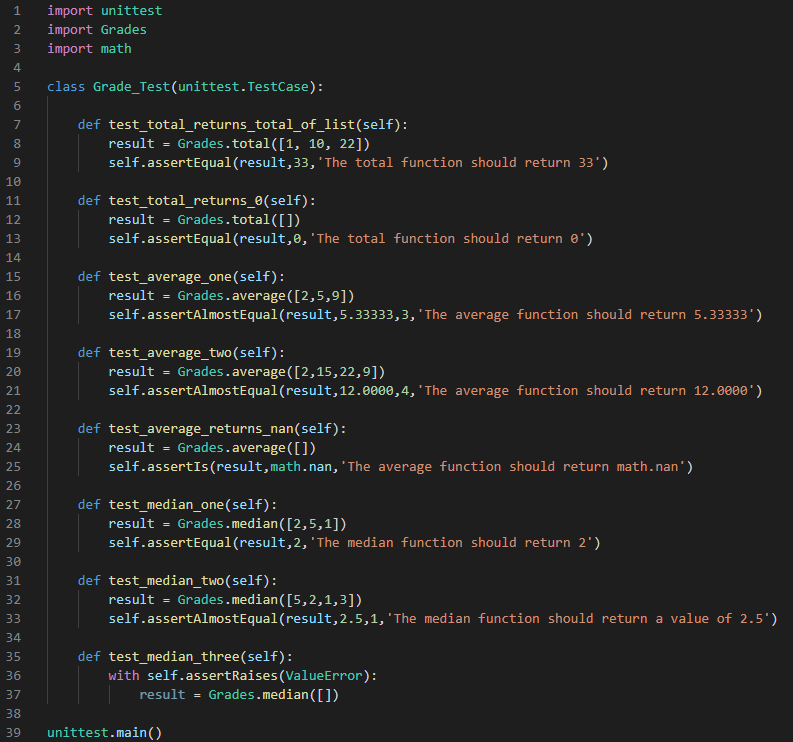 1 import unittest
2 import Grades
3 import math
4
5 class Grade_Test(unittest.TestCase):
6
7     def test_total_returns_total_of_list(self):
8         result = Grades.total([1, 10, 22])
9         self.assertEqual(result,33,'The total function should return 33')
10
11     def test_total_returns_0(self):
12         result = Grades.total([])
13         self.assertEqual(result,0,'The total function should return 0')
14
15     def test_average_one(self):
16         result = Grades.average([2,5,9])
17         self.assertAlmostEqual(result,5.33333,3,'The average function should return 5.33333')
18
19     def test_average_two(self):
20         result = Grades.average([2,15,22,9])
21         self.assertAlmostEqual(result,12.0000,4,'The average function should return 12.0000')
22
23     def test_average_returns_nan(self):
24         result = Grades.average([])
25         self.assertIs(result,math.nan,'The average function should return math.nan')
26
27     def test_median_one(self):
28         result = Grades.median([2,5,1])
29         self.assertEqual(result,2,'The median function should return 2')
30
31     def test_median_two(self):
32         result = Grades.median([5,2,1,3])
33         self.assertAlmostEqual(result,2.5,1,'The median function should return a value of 2.5')
34
35     def test_median_three(self):
36         with self.assertRaises(ValueError):
37             result = Grades.median([])
38
39 unittest.main()